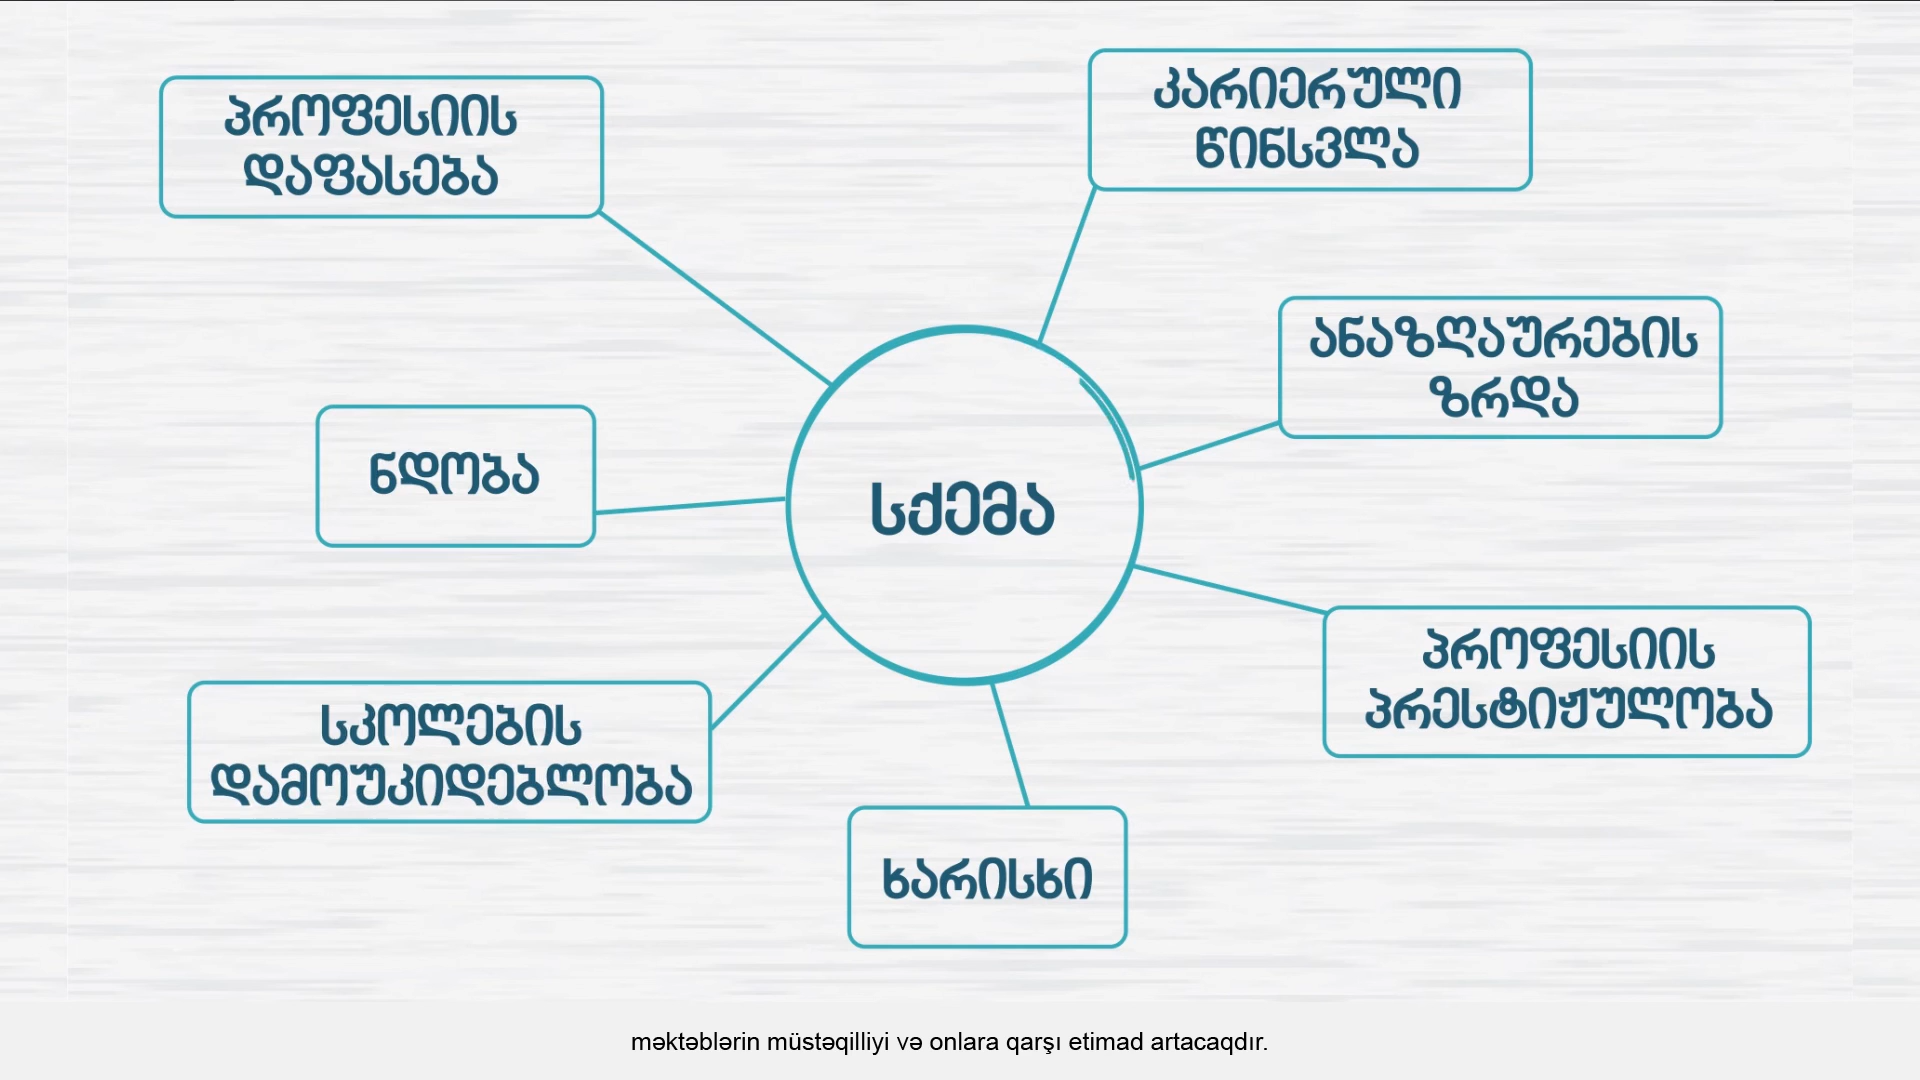 პროფესიის
დაფასება
კარიერული
წინსვლა
ანაზღაურების
ზრდა
ნდობა
სქემა
პროფესიის
პრესტიჟულობა
სკოლების
დამოუკიდებლობა
ხარისხი
məktəblərin müstəqilliyi və onlara qarşı etimad artacaqdır.